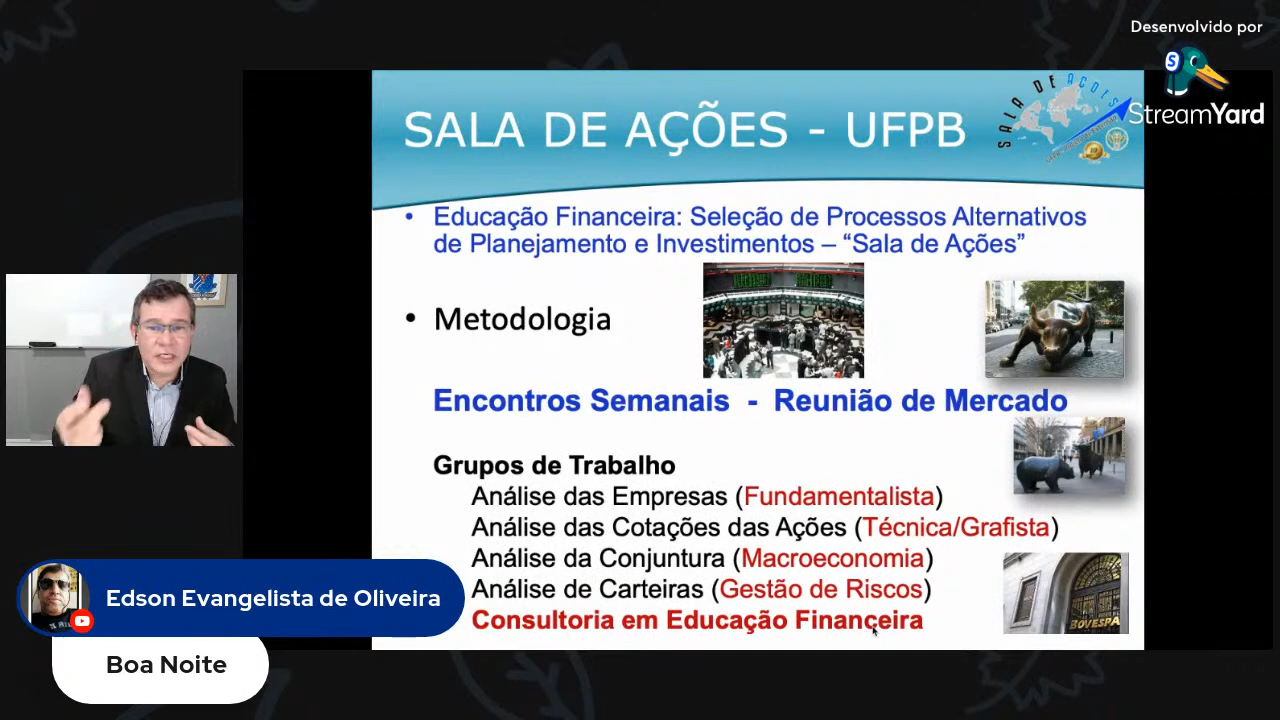 Desenvolvido por
StreamYard
SALA DE AÇÕES
SALA DE AÇÕES - UFPB
• Educação Financeira: Seleção de Processos Alternativos
de Planejamento e Investimentos – “Sala de Ações”
• Metodologia
Encontros Semanais - Reunião de Mercado
Grupos de Trabalho
Análise das Empresas (Fundamentalista)
Análise das Cotações das Ações (Técnica/Grafista)
Análise da Conjuntura (Macroeconomia)
Análise de Carteiras (Gestão de Riscos)
Consultoria em Educação Financeira
BOVESPA
Edson Evangelista de Oliveira
Boa Noite